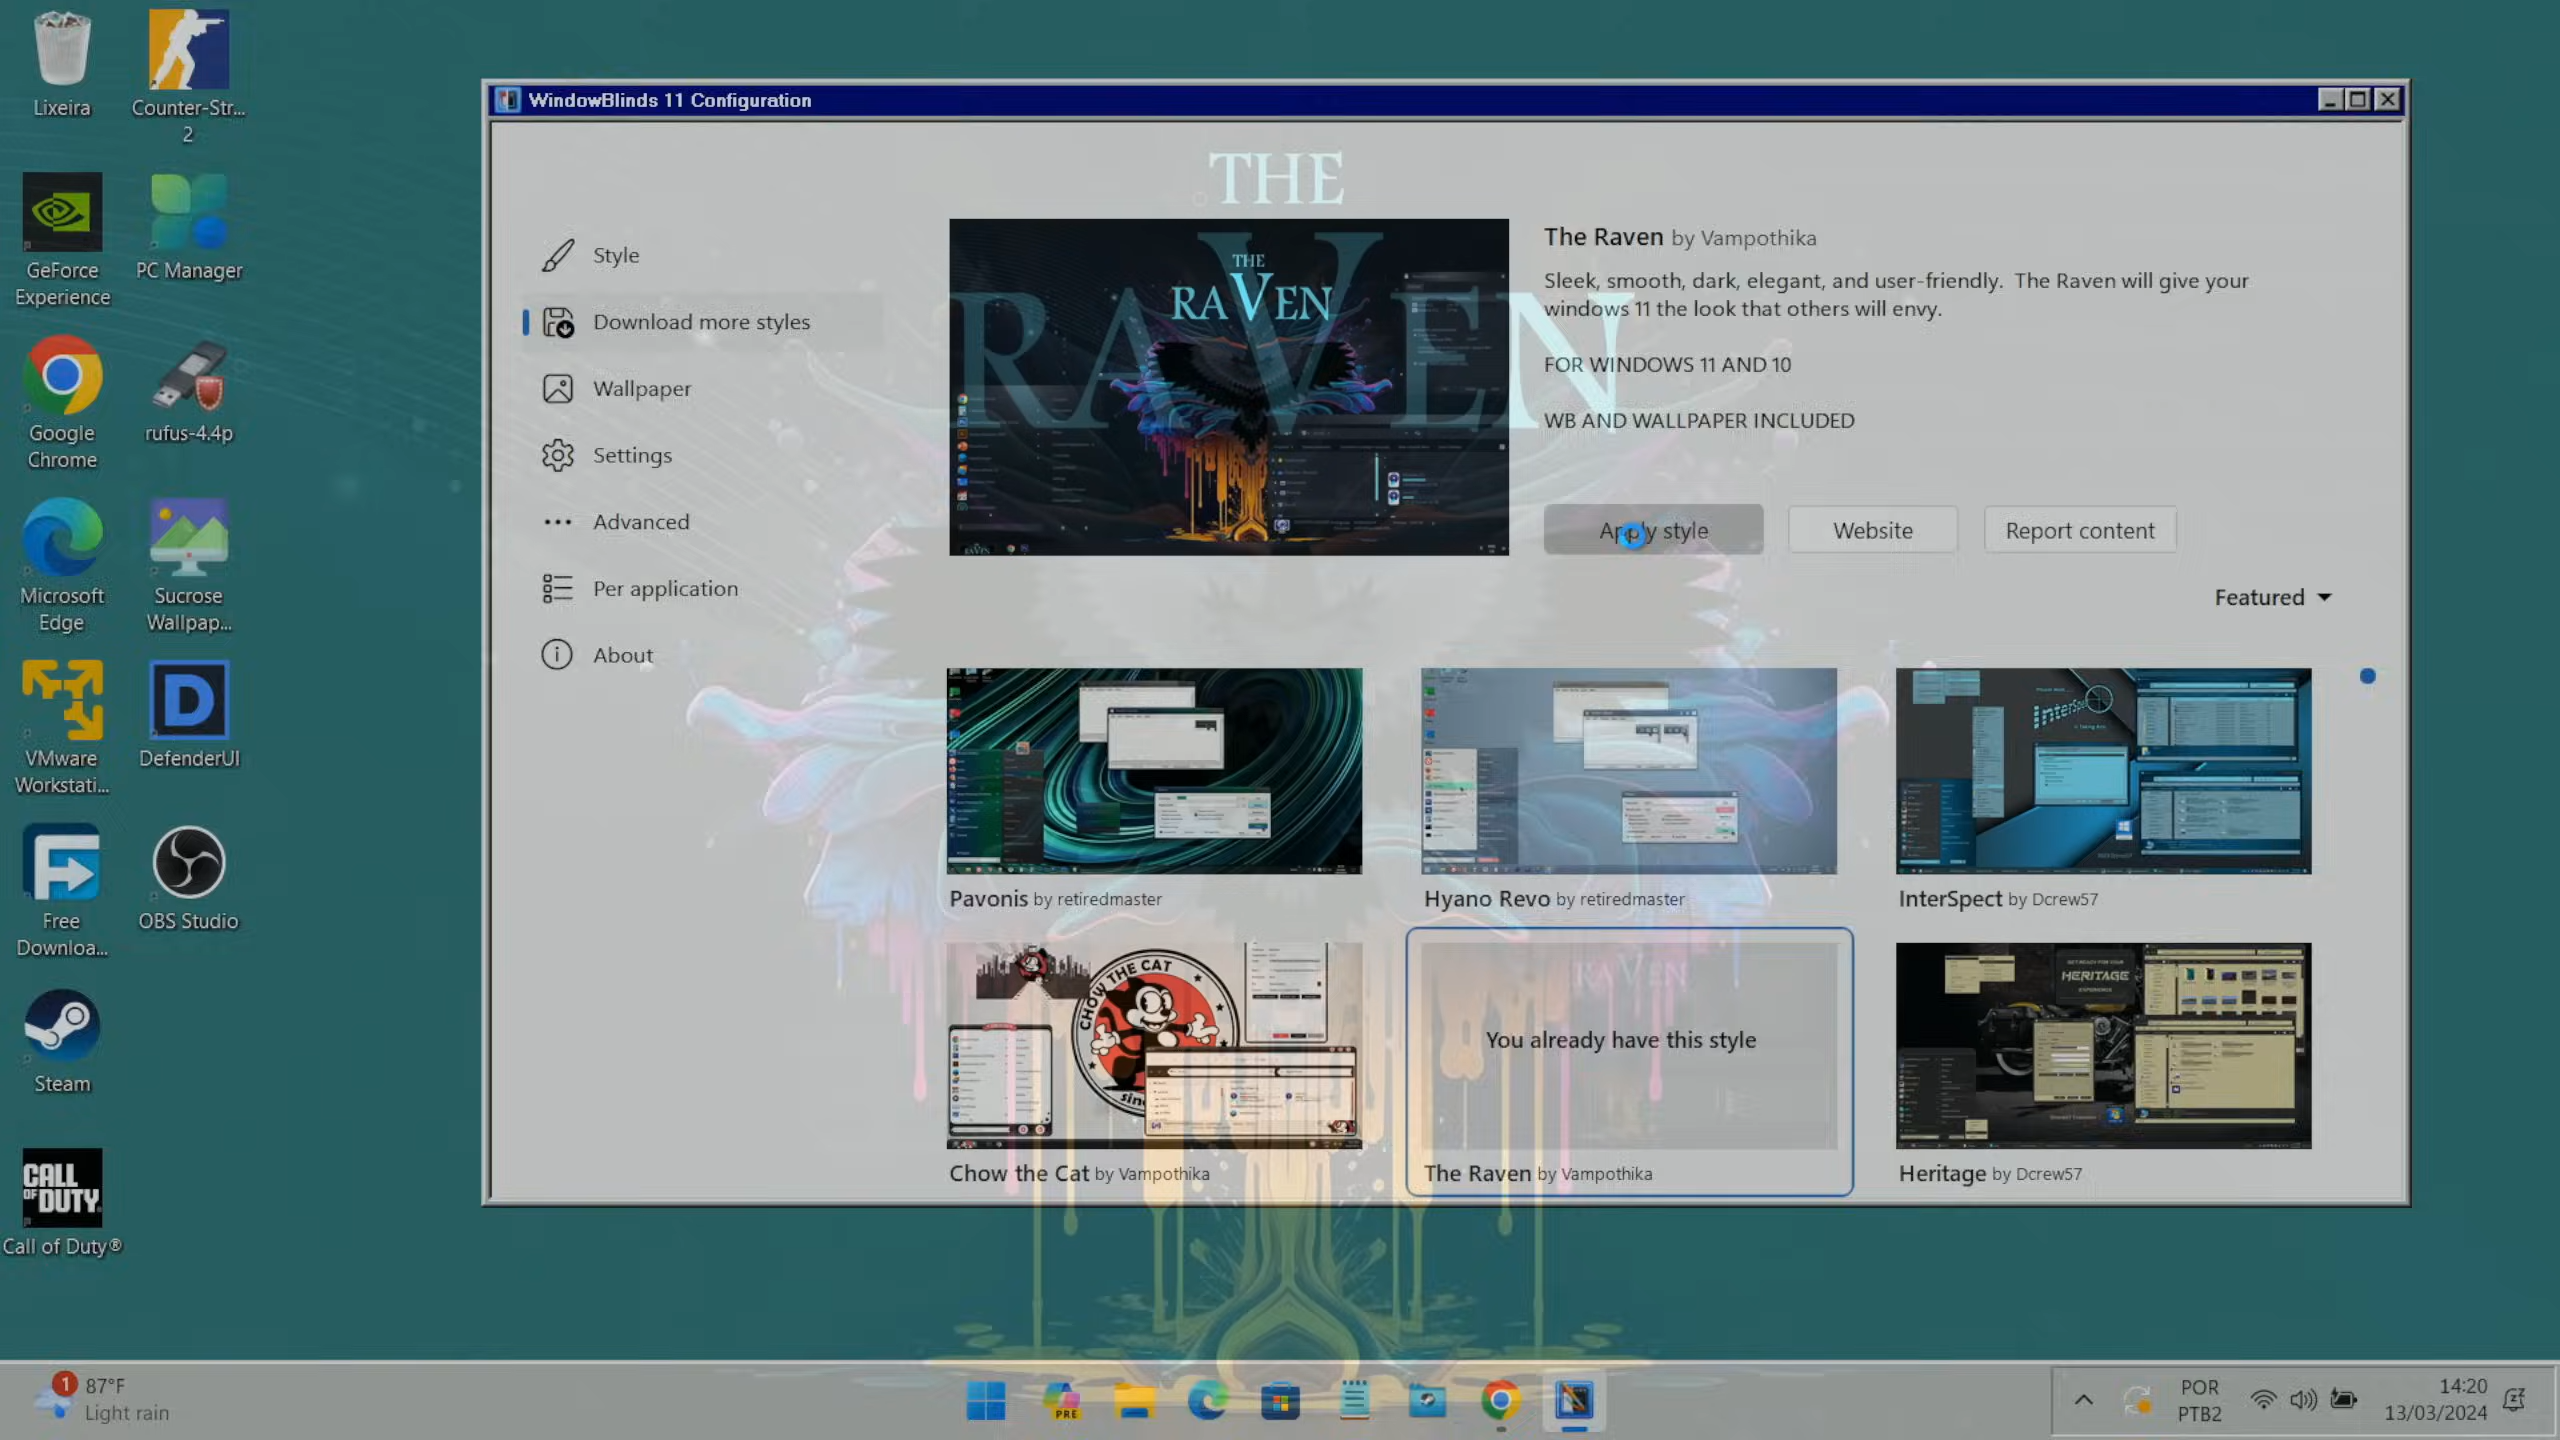 Lixeira
Counter-Str...
2
GeForce
Experience
PC Manager
Google
Chrome
rufus-4.4p
Microsoft
Edge
Sucrose
Wallpap...
VMware
Workstati...
DefenderUI
Free
Downloa...
OBS Studio
Steam
CALL
OF DUTY
Call of Duty®
WindowBlinds 11 Configuration
THE
RAVEN
Style
Download more styles
Wallpaper
Settings
Advanced
Per application
About
THE
RAVEN
The Raven by Vampothika
Sleek, smooth, dark, elegant, and user-friendly. The Raven will give your
windows 11 the look that others will envy.
FOR WINDOWS 11 AND 10
WB AND WALLPAPER INCLUDED
Apply style
Website
Report content
Featured
InterSpect
Pavonis by retiredmaster
Hyano Revo by retiredmaster
InterSpect by Dcrew57
CHOW THE CAT
RAVEN
You already have this style
HERITAGE
Chow the Cat by Vampothika
The Raven by Vampothika
Heritage by Dcrew57
1
87°F
Light rain
PRE
POR
PTB2
14:20
13/03/2024